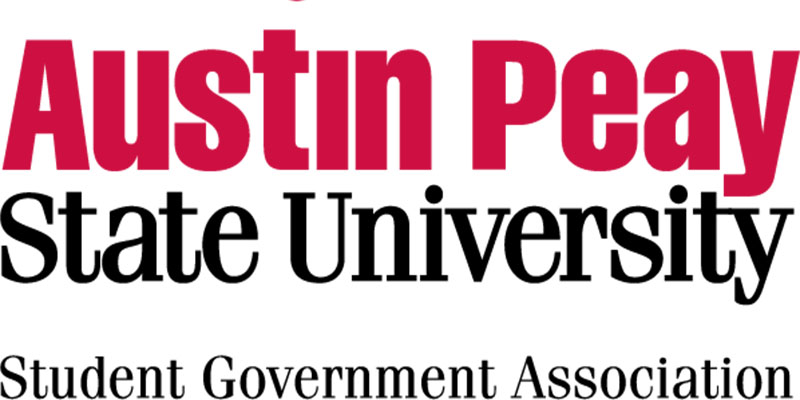 Austin Peay
State University
Student Government Association